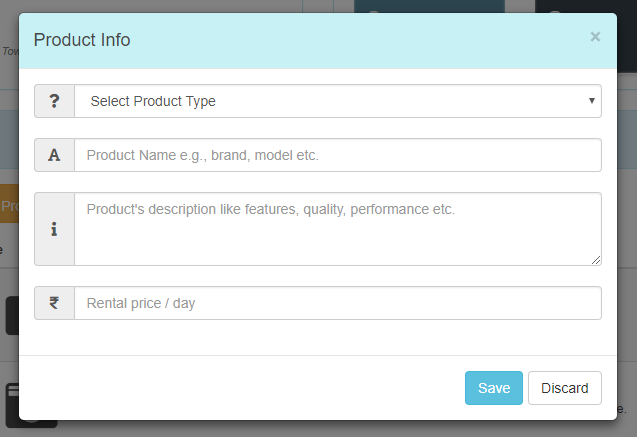 Product Info
×
Tow
? Select Product Type
A Product Name e.g., brand, model etc.
Pro
i Product's description like features, quality, performance etc.
e
₹ Rental price / day
Save Discard
e.